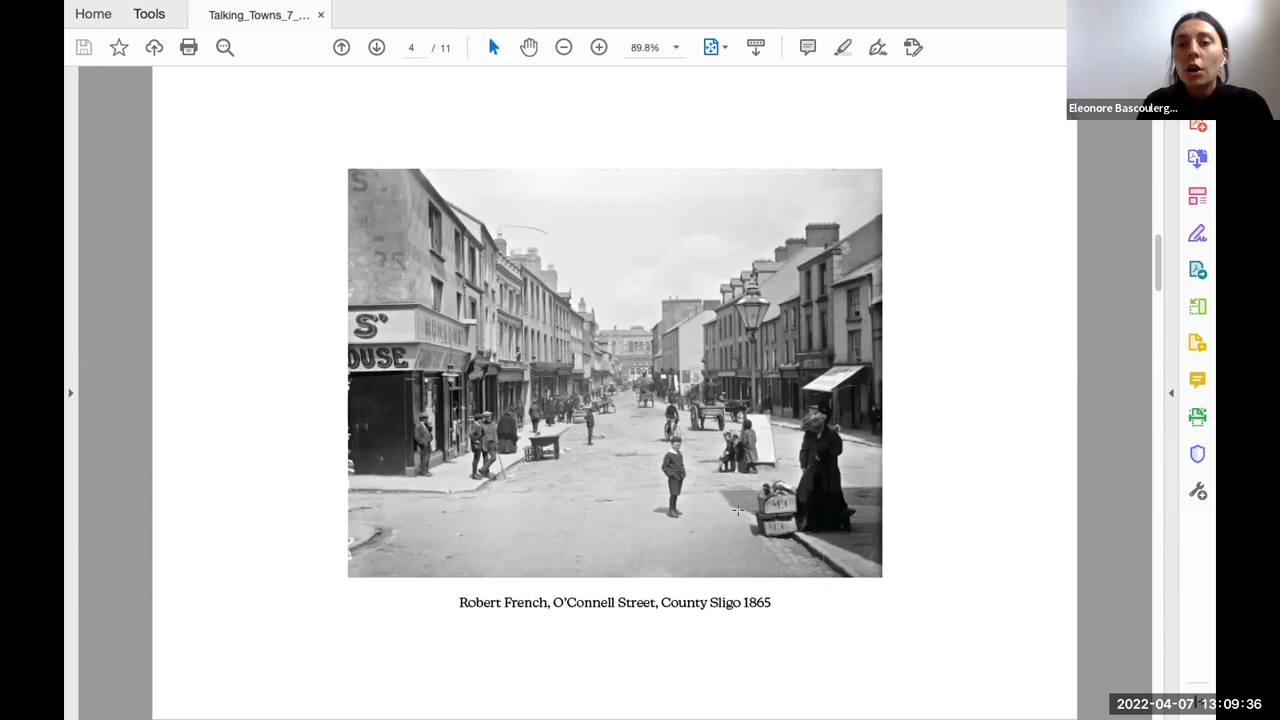 Home
Tools
Talking_Towns_7_...
4
/ 11
89.8%
Eleonore Bascoulerg...
S'
S'
OUSE
Robert French, O'Connell Street, County Sligo 1865
2022-04-07 13:09:36